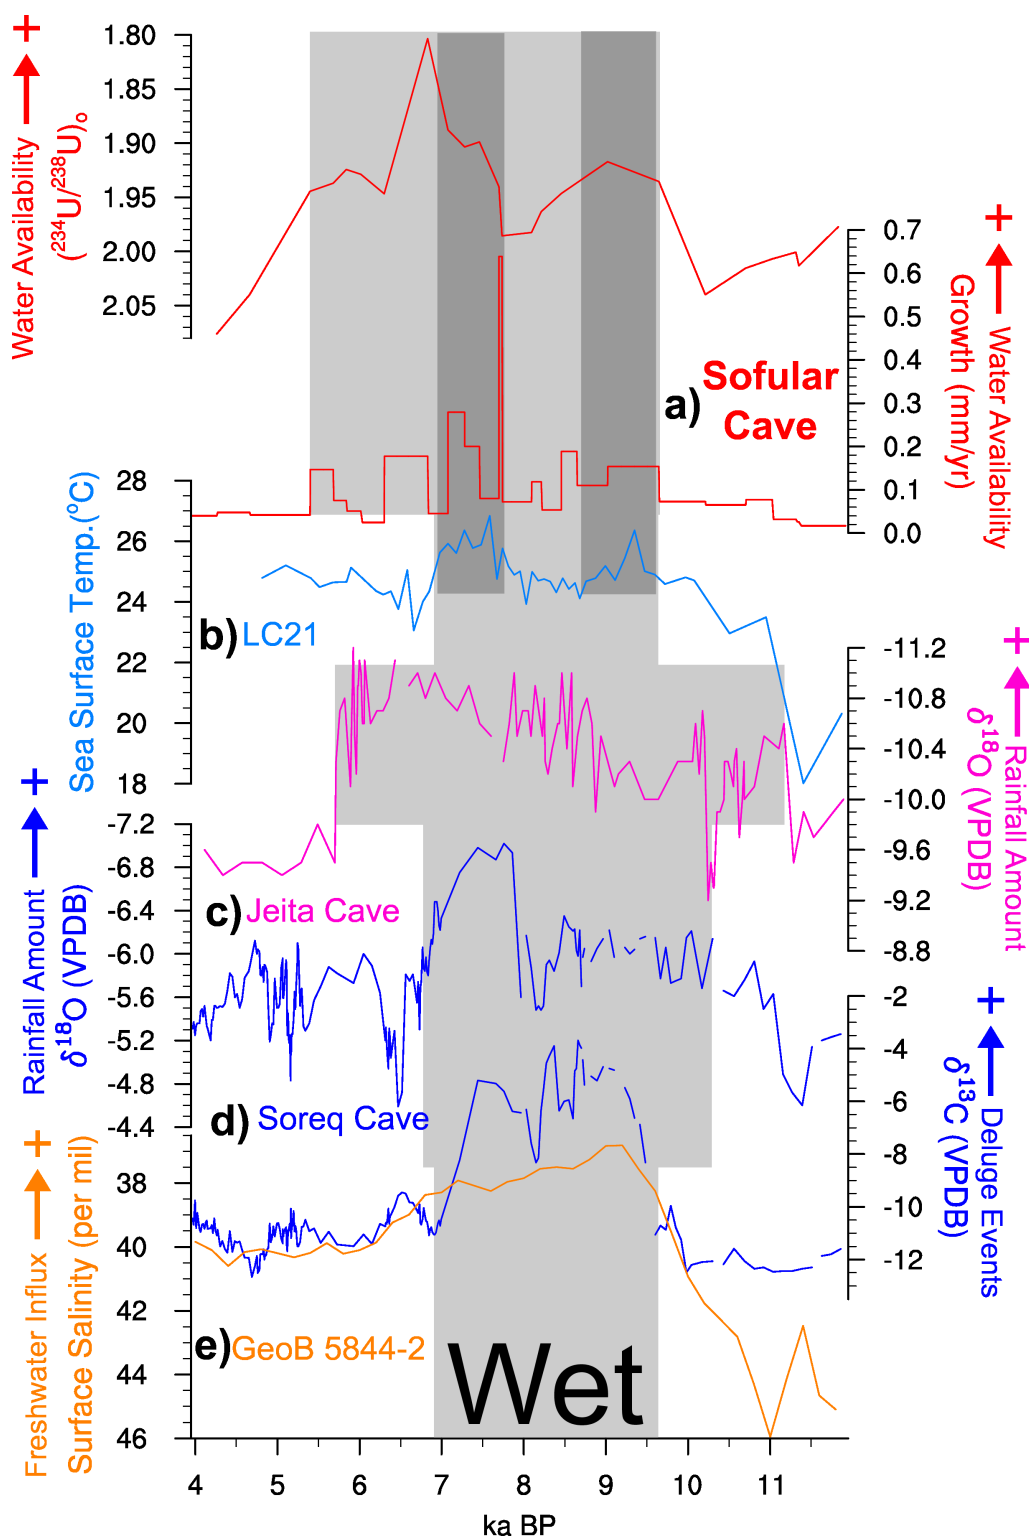 Water Availability → +
(²³⁴U/²³⁸U)₀
1.80
1.85
1.90
1.95
2.00
2.05
0.7
0.6
0.5
0.4
0.3
0.2
0.1
0.0
Growth (mm/yr)
Water Availability → +
a) Sofular
Cave
Sea Surface Temp.(ºC)
28
26
24
22
20
18
b) LC21
-11.2
-10.8
-10.4
-10.0
-9.6
-9.2
-8.8
δ¹⁸O (VPDB)
Rainfall Amount → +
c) Jeita Cave
Rainfall Amount → +
δ¹⁸O (VPDB)
-7.2
-6.8
-6.4
-6.0
-5.6
-5.2
-4.8
-4.4
d) Soreq Cave
-2
-4
-6
-8
-10
-12
δ¹³C (VPDB)
Deluge Events → +
Freshwater Influx → +
Surface Salinity (per mil)
38
40
42
44
46
e) GeoB 5844-2
Wet
4 5 6 7 8 9 10 11
ka BP